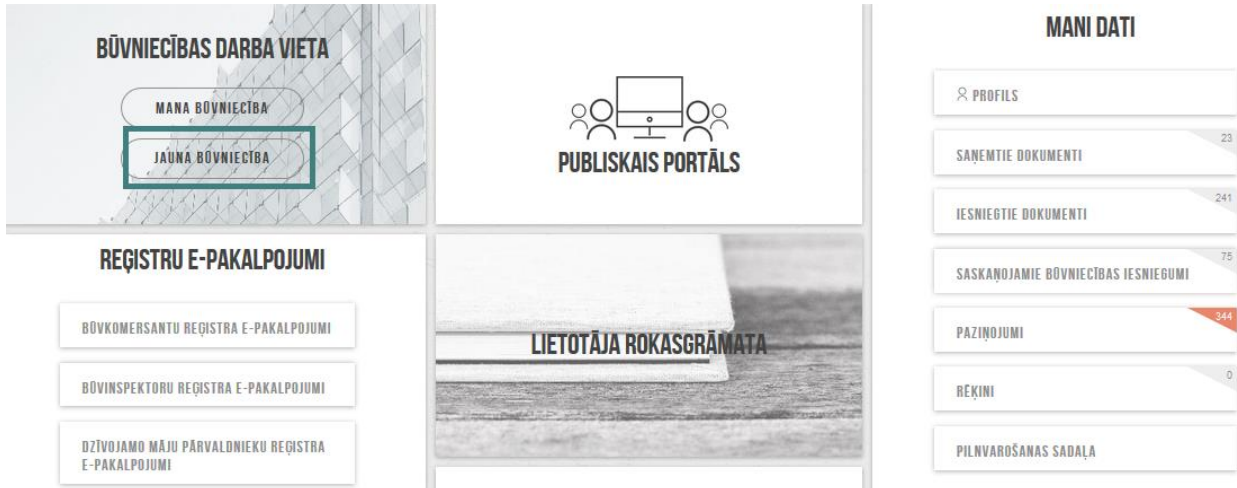 BŪVNIECĪBAS DARBA VIETA
MANA BŪVNIECĪBA
JAUNA BŪVNIECĪBA
PUBLISKAIS PORTĀLS
REĢISTRU E-PAKALPOJUMI
BŪVKOMERSANTU REĢISTRA E-PAKALPOJUMI
BŪVINSPEKTORU REĢISTRA E-PAKALPOJUMI
DZĪVOJAMO MĀJU PĀRVALDNIEKU REĢISTRA
E-PAKALPOJUMI
LIETOTĀJA ROKASGRĀMATA
MANI DATI
PROFILS
SAŅEMTIE DOKUMENTI 23
IESNIEGTIE DOKUMENTI 241
SASKAŅOJAMIE BŪVNIECĪBAS IESNIEGUMI 75
PAZIŅOJUMI 344
RĒĶINI 0
PILNVAROŠANAS SADAĻA